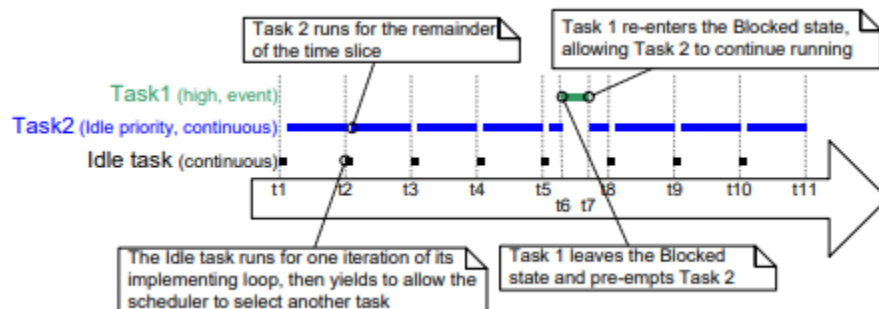 Task 2 runs for the remainder
of the time slice
Task 1 re-enters the Blocked state,
allowing Task 2 to continue running
Task1 (high, event)
Task2 (Idle priority, continuous)
Idle task (continuous)
t1 t2 t3 t4 t5 t8 t9 t10 t11
t6 t7
The Idle task runs for one iteration of its
implementing loop, then yields to allow the
scheduler to select another task
Task 1 leaves the Blocked
state and pre-empts Task 2